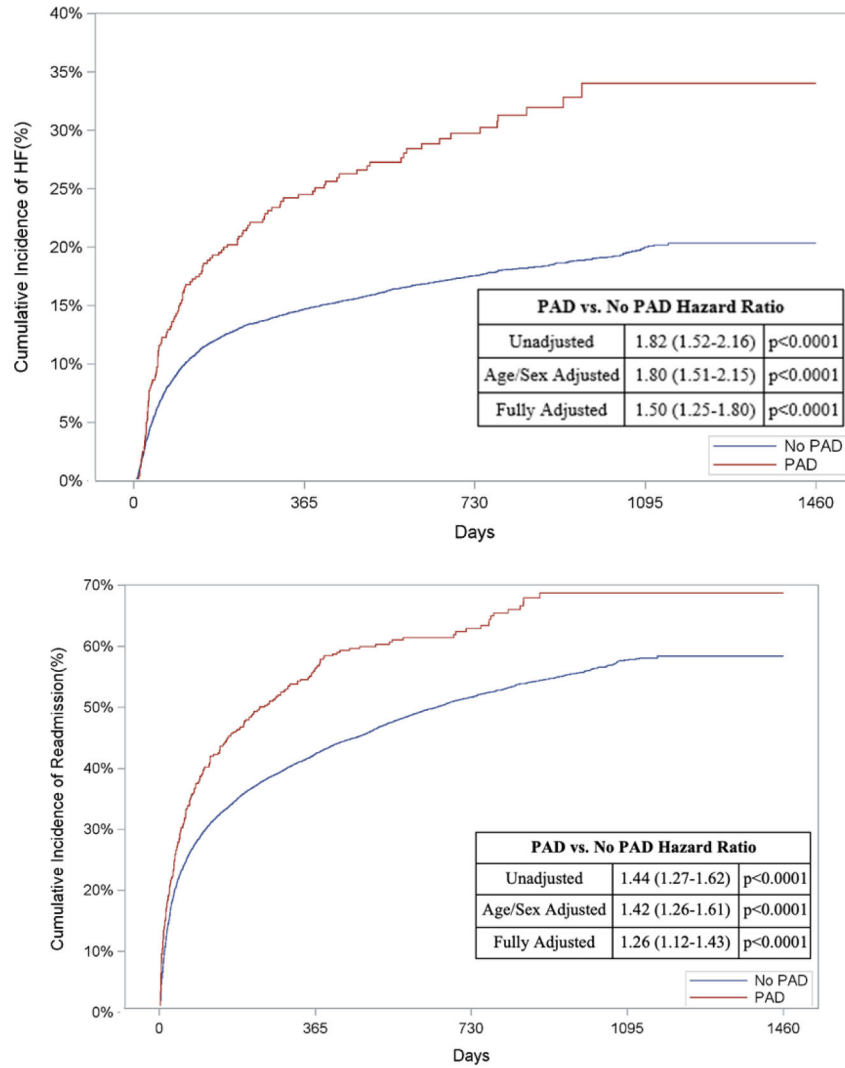 40%
35%
30%
25%
20%
15%
10%
5%
0%
Cumulative Incidence of HF(%)
PAD vs. No PAD Hazard Ratio
Unadjusted 1.82 (1.52-2.16) p<0.0001
Age/Sex Adjusted 1.80 (1.51-2.15) p<0.0001
Fully Adjusted 1.50 (1.25-1.80) p<0.0001
No PAD
PAD
0 365 730 1095 1460
Days
70%
60%
50%
40%
30%
20%
10%
0%
Cumulative Incidence of Readmission(%)
PAD vs. No PAD Hazard Ratio
Unadjusted 1.44 (1.27-1.62) p<0.0001
Age/Sex Adjusted 1.42 (1.26-1.61) p<0.0001
Fully Adjusted 1.26 (1.12-1.43) p<0.0001
No PAD
PAD
0 365 730 1095 1460
Days